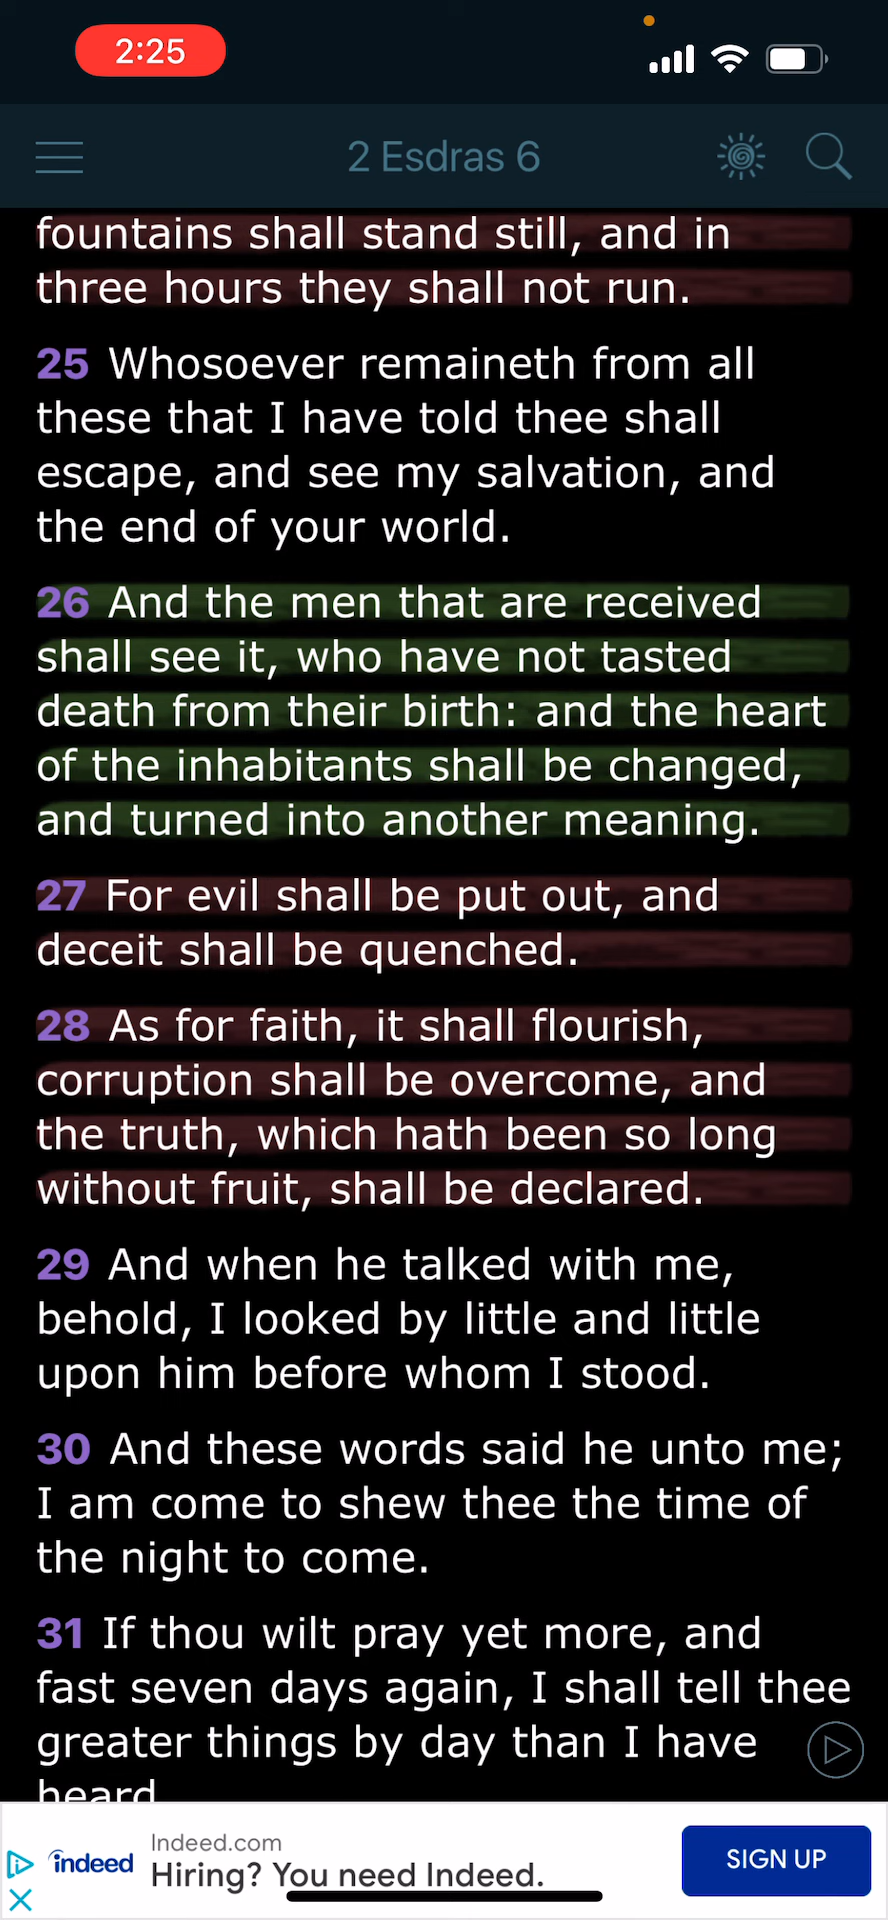 2:25
2 Esdras 6
fountains shall stand still, and in
three hours they shall not run.
25 Whosoever remaineth from all
these that I have told thee shall
escape, and see my salvation, and
the end of your world.
26 And the men that are received
shall see it, who have not tasted
death from their birth: and the heart
of the inhabitants shall be changed,
and turned into another meaning.
27 For evil shall be put out, and
deceit shall be quenched.
28 As for faith, it shall flourish,
corruption shall be overcome, and
the truth, which hath been so long
without fruit, shall be declared.
29 And when he talked with me,
behold, I looked by little and little
upon him before whom I stood.
30 And these words said he unto me;
I am come to shew thee the time of
the night to come.
31 If thou wilt pray yet more, and
fast seven days again, I shall tell thee
greater things by day than I have
heard
indeed
Indeed.com
Hiring? You need Indeed.
SIGN UP